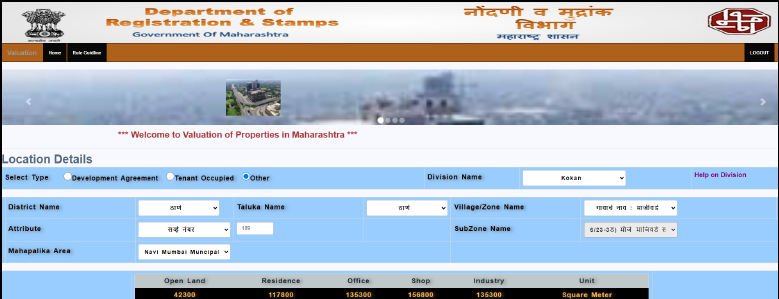 Department of
Registration & Stamps
Government Of Maharashtra
नोंदणी व मुद्रांक
विभाग
महाराष्ट्र शासन
Valuation Home Rule Guidline LOGOUT
*** Welcome to Valuation of Properties in Maharashtra ***
Location Details
Select Type Development Agreement Tenant Occupied Other Division Name Kokan Help on Division
District Name ठाणे Taluka Name ठाणे Village/Zone Name गावाचे नाव :
Attribute सर्व्हे नंबर 189 SubZone Name
Mahapalika Area Navi Mumbai Muncipal
Open Land Residence Office Shop Industry Unit
42300 117800 135300 156800 135300 Square Meter